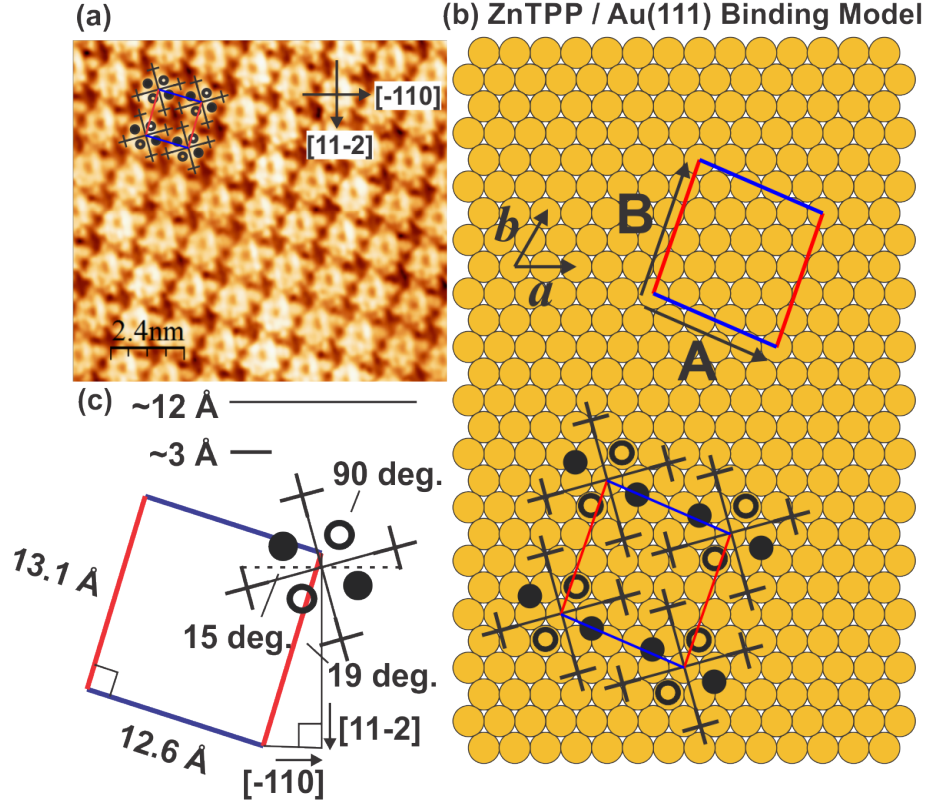 (a)
(b) ZnTPP / Au(111) Binding Model
[-110]
[11-2]
2.4nm
B
b
a
A
(c)
~12 Å
~3 Å
90 deg.
13.1 Å
15 deg.
19 deg.
12.6 Å
[11-2]
[-110]